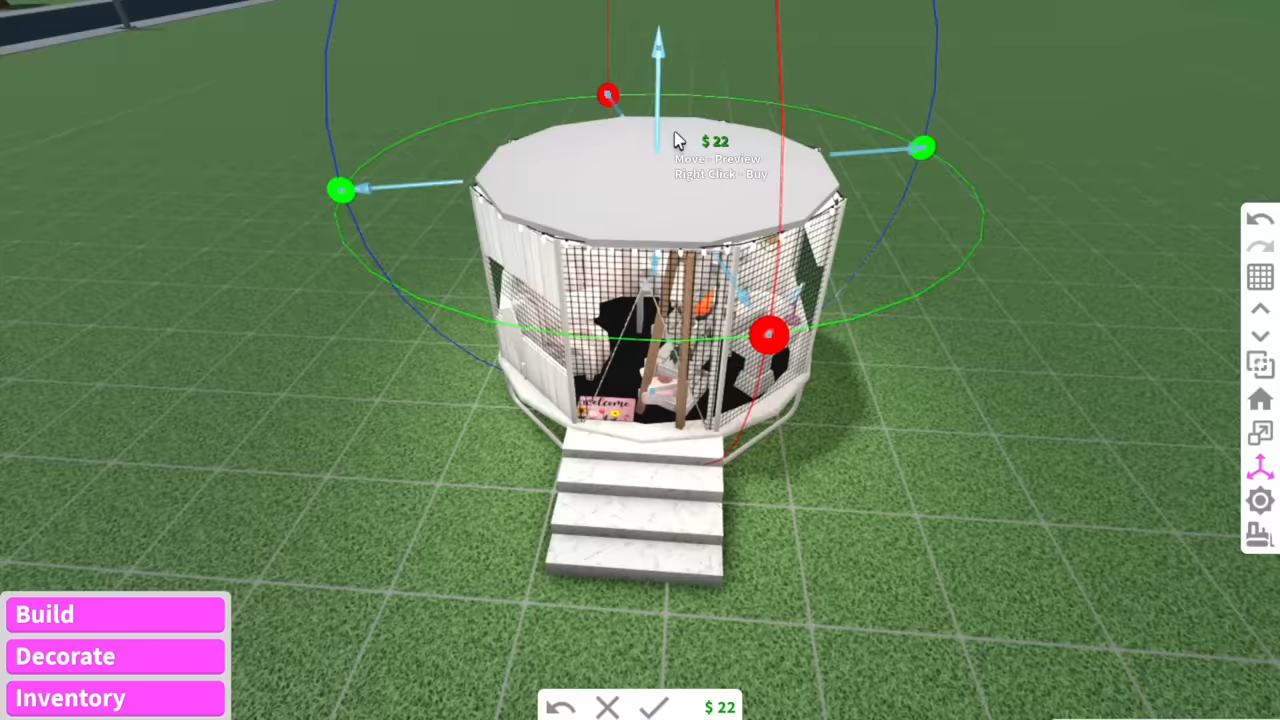 $ 22
Move - Preview
Right Click - Buy
welcome
Build
Decorate
Inventory
$ 22